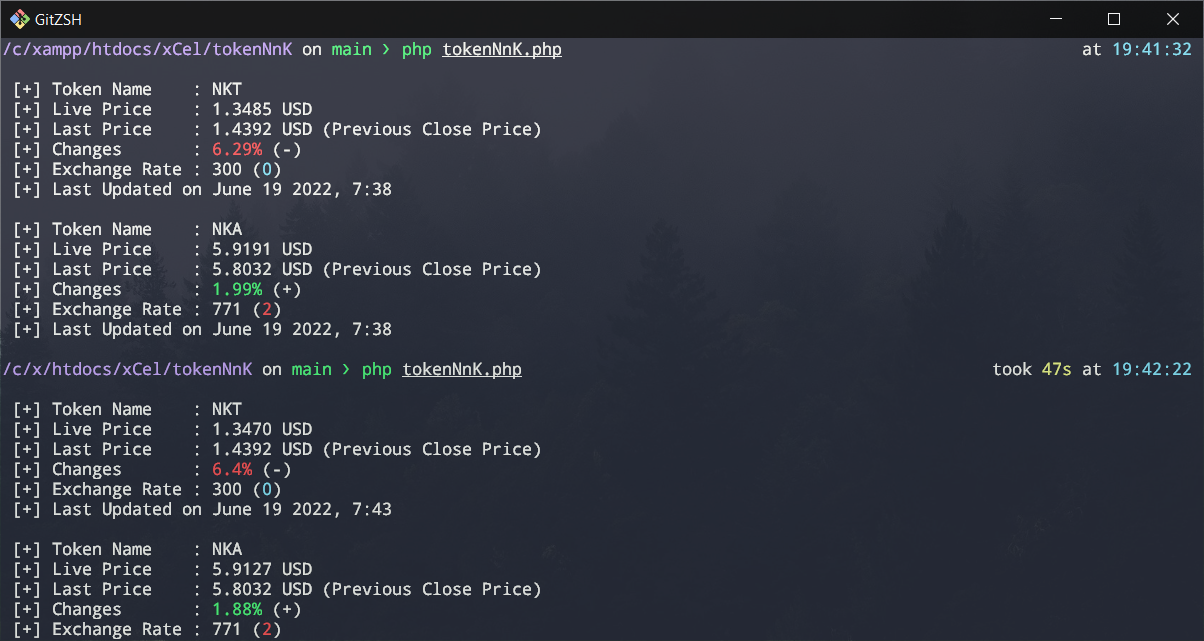 GitZSH
/c/xampp/htdocs/xCel/tokenNnK on main › php tokenNnK.php at 19:41:32
[+] Token Name : NKT
[+] Live Price : 1.3485 USD
[+] Last Price : 1.4392 USD (Previous Close Price)
[+] Changes : 6.29% (-)
[+] Exchange Rate : 300 (0)
[+] Last Updated on June 19 2022, 7:38
[+] Token Name : NKA
[+] Live Price : 5.9191 USD
[+] Last Price : 5.8032 USD (Previous Close Price)
[+] Changes : 1.99% (+)
[+] Exchange Rate : 771 (2)
[+] Last Updated on June 19 2022, 7:38
/c/x/htdocs/xCel/tokenNnK on main › php tokenNnK.php took 47s at 19:42:22
[+] Token Name : NKT
[+] Live Price : 1.3470 USD
[+] Last Price : 1.4392 USD (Previous Close Price)
[+] Changes : 6.4% (-)
[+] Exchange Rate : 300 (0)
[+] Last Updated on June 19 2022, 7:43
[+] Token Name : NKA
[+] Live Price : 5.9127 USD
[+] Last Price : 5.8032 USD (Previous Close Price)
[+] Changes : 1.88% (+)
[+] Exchange Rate : 771 (2)